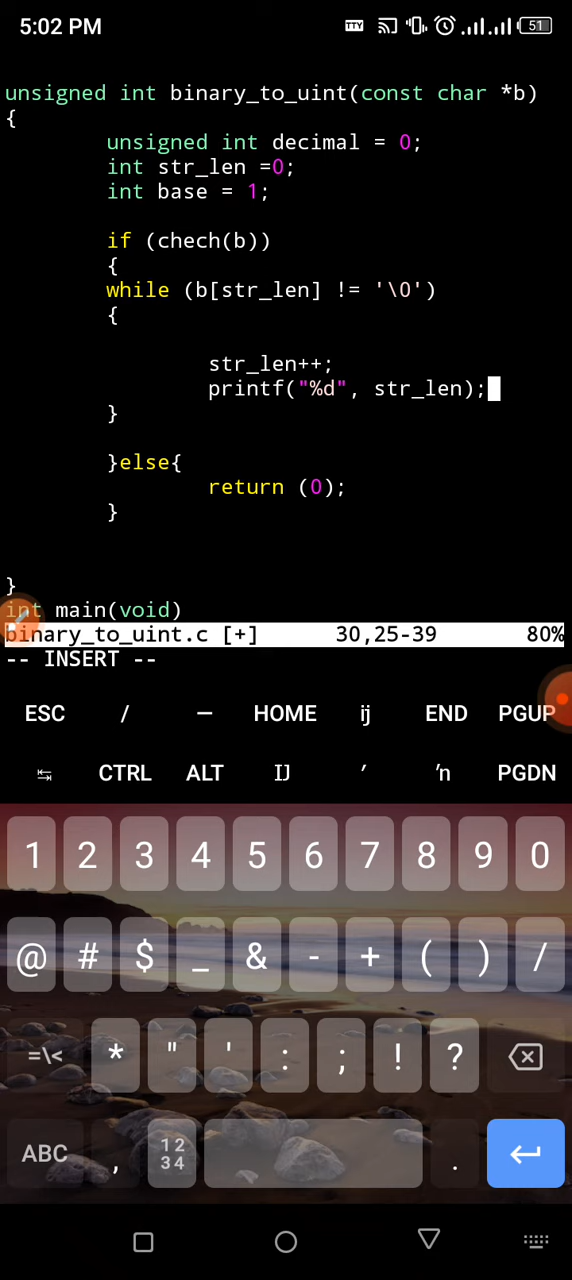 5:02 PM TTY 51
unsigned int binary_to_uint(const char *b)
{
unsigned int decimal = 0;
int str_len =0;
int base = 1;
if (chech(b))
{
while (b[str_len] != '\0')
{
str_len++;
printf("%d", str_len);
}
}else{
return (0);
}
}
int main(void)
binary_to_uint.c [+] 30,25-39 80%
-- INSERT --
ESC / — HOME ij END PGUP
↹ CTRL ALT IJ ′ ʼn PGDN
1 2 3 4 5 6 7 8 9 0
@ # $ _ & - + ( ) /
=\< * " ' : ; ! ?
ABC , 12 34 .